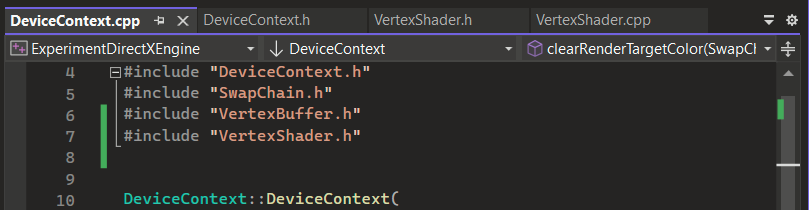 DeviceContext.cpp DeviceContext.h VertexShader.h VertexShader.cpp
ExperimentDirectXEngine DeviceContext clearRenderTargetColor(SwapCh
4 #include "DeviceContext.h"
5 #include "SwapChain.h"
6 #include "VertexBuffer.h"
7 #include "VertexShader.h"
8
9
10 DeviceContext::DeviceContext(